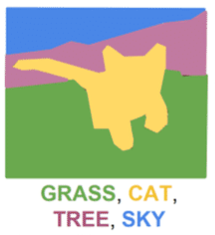 GRASS, CAT,
TREE, SKY